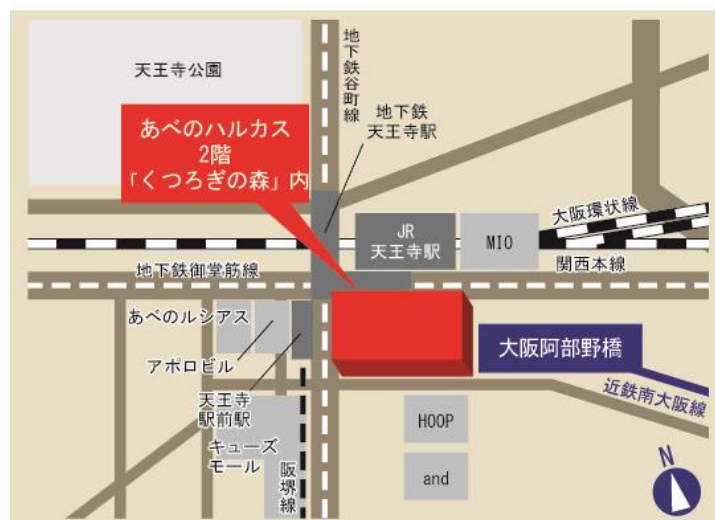 天王寺公園
地下鉄谷町線
地下鉄
天王寺駅
あべのハルカス
2階
「くつろぎの森」内
大阪環状線
JR
天王寺駅
MIO
関西本線
地下鉄御堂筋線
あべのルシアス
アポロビル
大阪阿部野橋
天王寺
駅前駅
近鉄南大阪線
HOOP
キューズ
モール
阪堺線
and
N